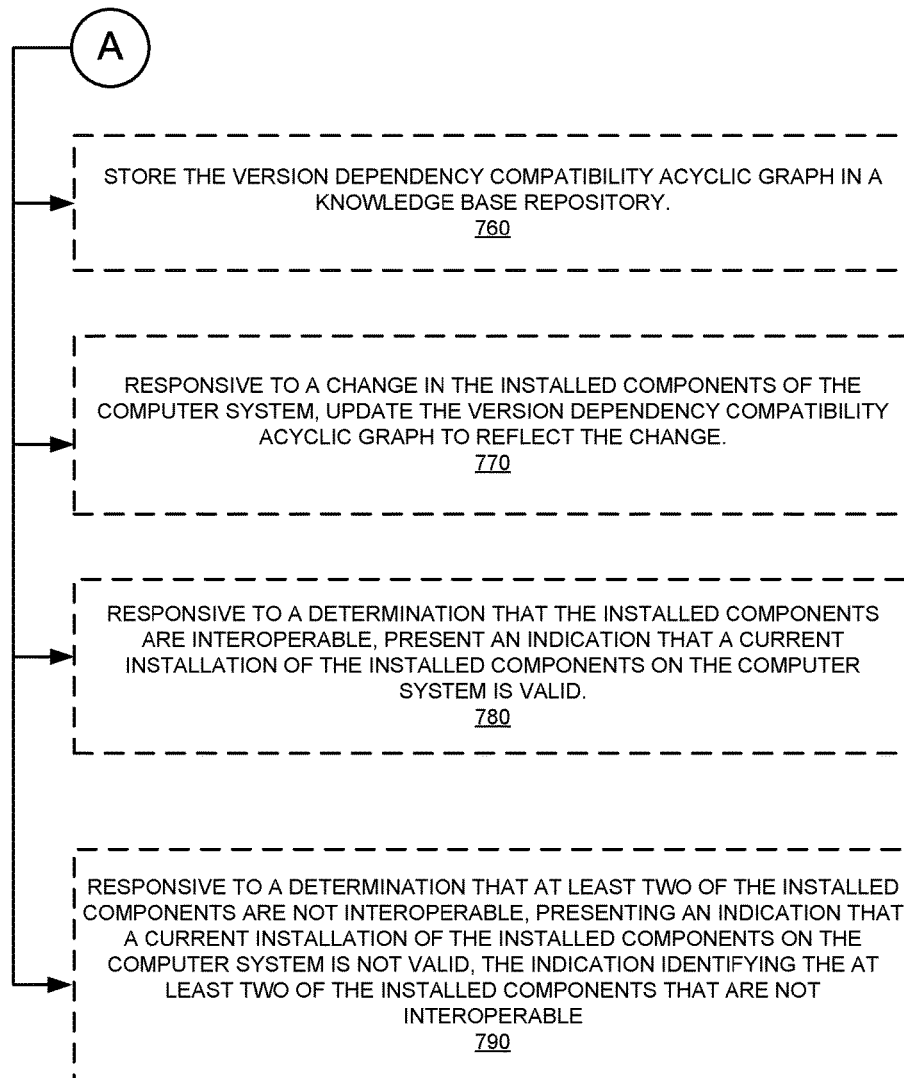 A
STORE THE VERSION DEPENDENCY COMPATIBILITY ACYCLIC GRAPH IN A
KNOWLEDGE BASE REPOSITORY.
760
RESPONSIVE TO A CHANGE IN THE INSTALLED COMPONENTS OF THE
COMPUTER SYSTEM, UPDATE THE VERSION DEPENDENCY COMPATIBILITY
ACYCLIC GRAPH TO REFLECT THE CHANGE.
770
RESPONSIVE TO A DETERMINATION THAT THE INSTALLED COMPONENTS
ARE INTEROPERABLE, PRESENT AN INDICATION THAT A CURRENT
INSTALLATION OF THE INSTALLED COMPONENTS ON THE COMPUTER
SYSTEM IS VALID.
780
RESPONSIVE TO A DETERMINATION THAT AT LEAST TWO OF THE INSTALLED
COMPONENTS ARE NOT INTEROPERABLE, PRESENTING AN INDICATION THAT
A CURRENT INSTALLATION OF THE INSTALLED COMPONENTS ON THE
COMPUTER SYSTEM IS NOT VALID, THE INDICATION IDENTIFYING THE AT
LEAST TWO OF THE INSTALLED COMPONENTS THAT ARE NOT
INTEROPERABLE
790